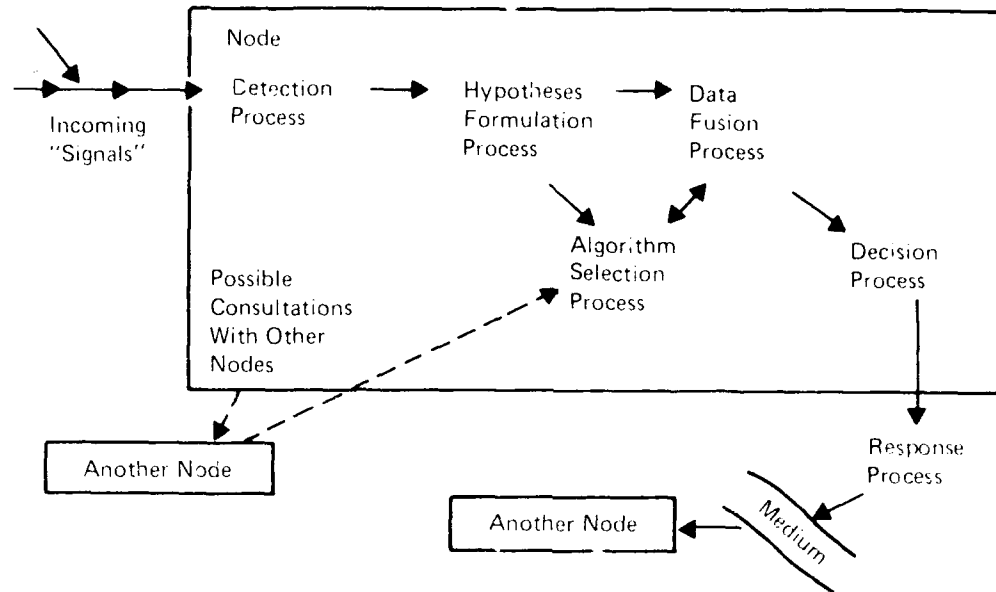 Node
Incoming
"Signals"
Detection
Process
Hypotheses
Formulation
Process
Data
Fusion
Process
Algorithm
Selection
Process
Decision
Process
Possible
Consultations
With Other
Nodes
Another Node
Response
Process
Medium
Another Node